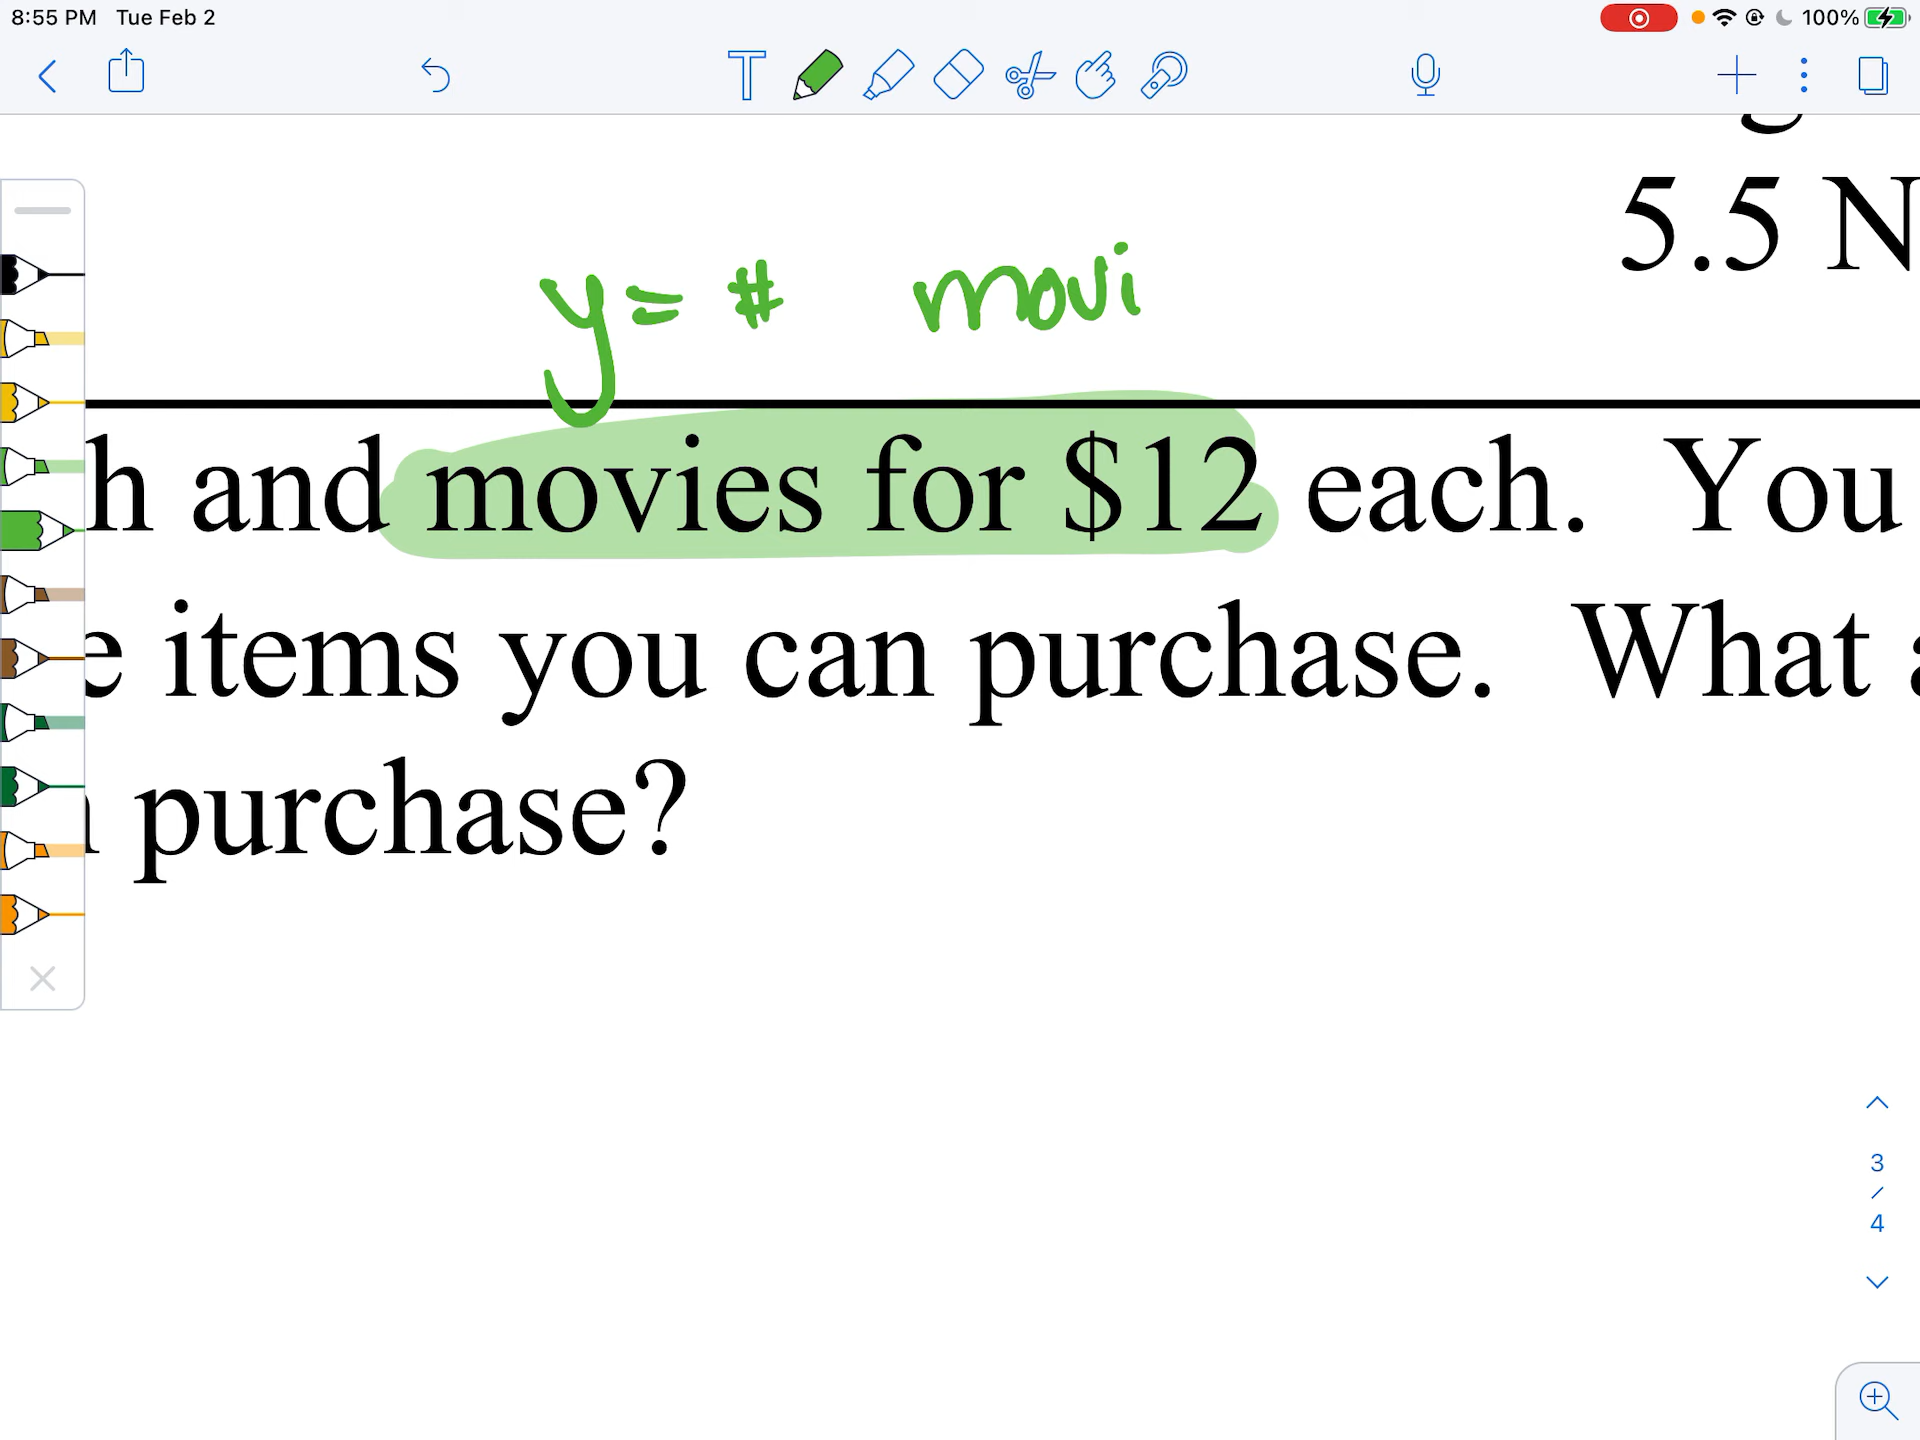 8:55 PM Tue Feb 2
100%
T
5.5 N
y = # movi
h and movies for $12 each. You
e items you can purchase. What a
purchase?
3
/
4